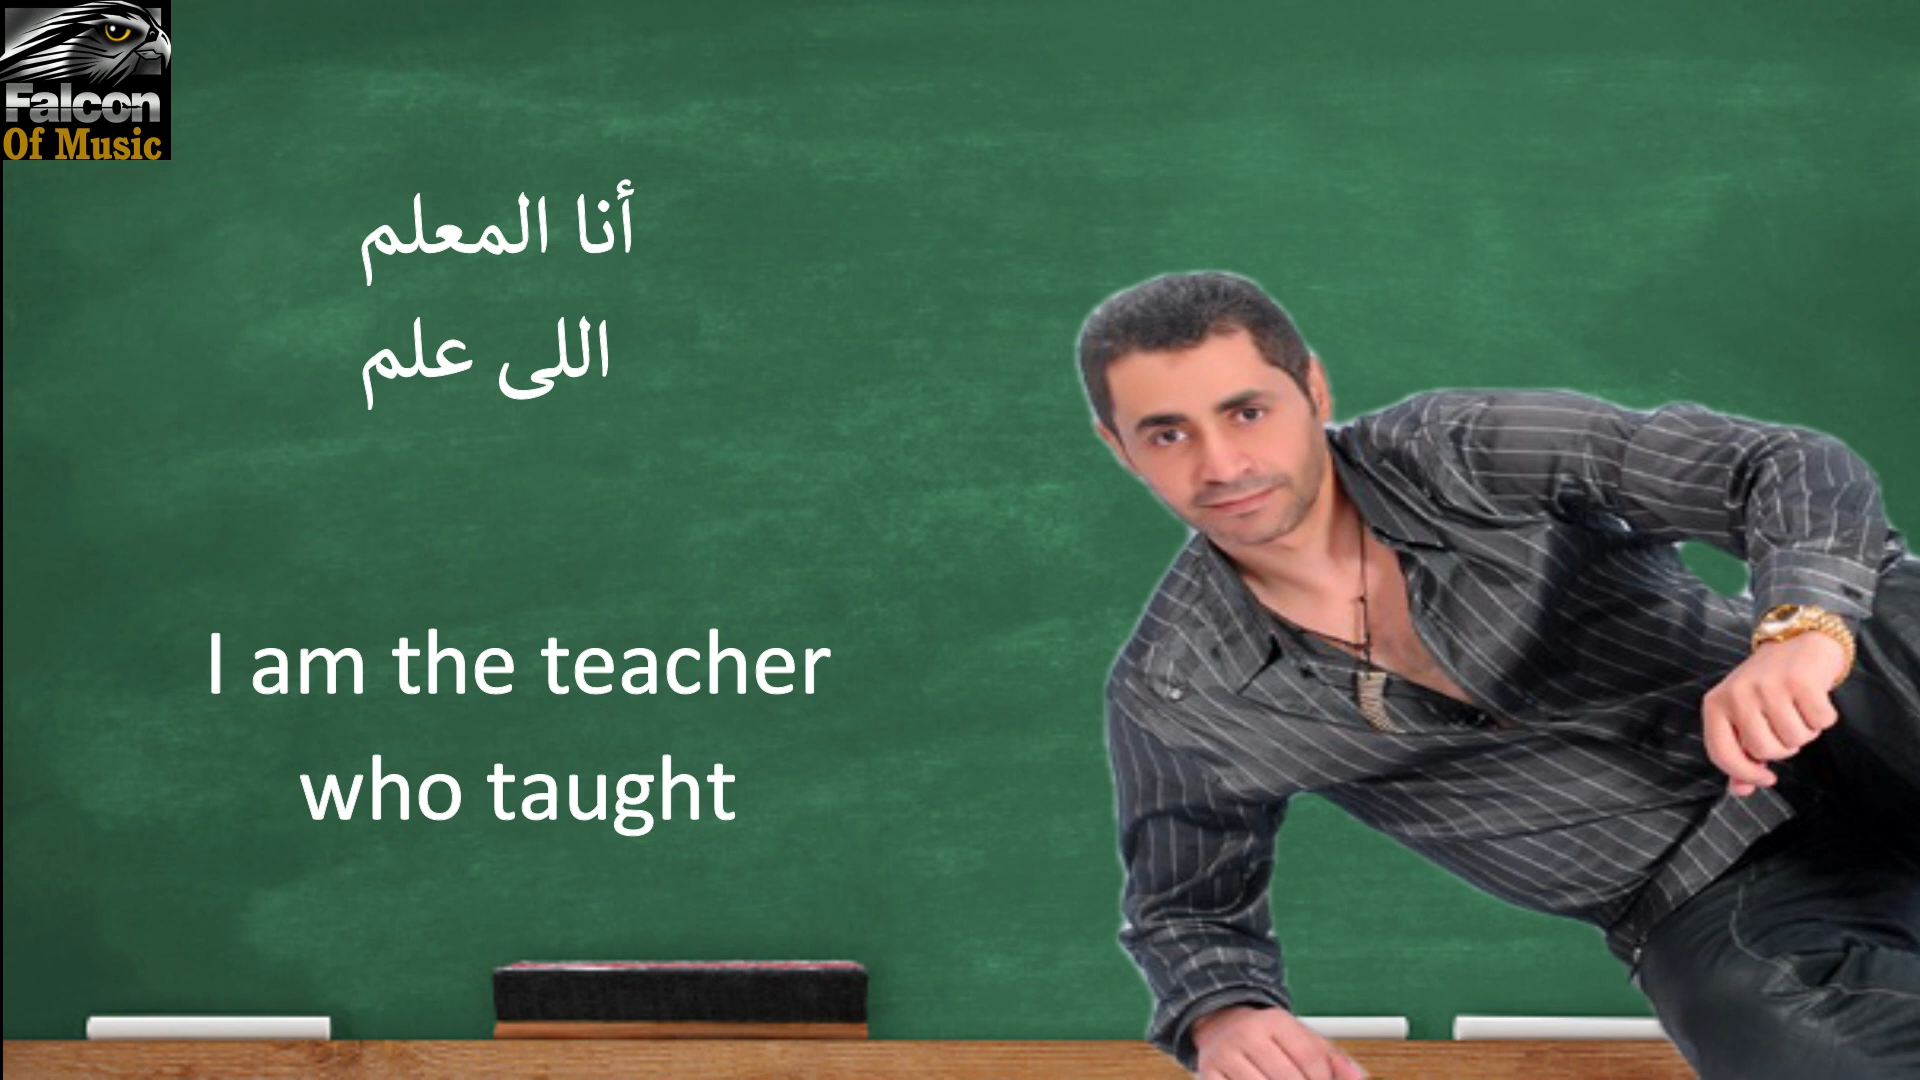 Falcon
Of Music
أنا المعلم
اللى علم
I am the teacher
who taught